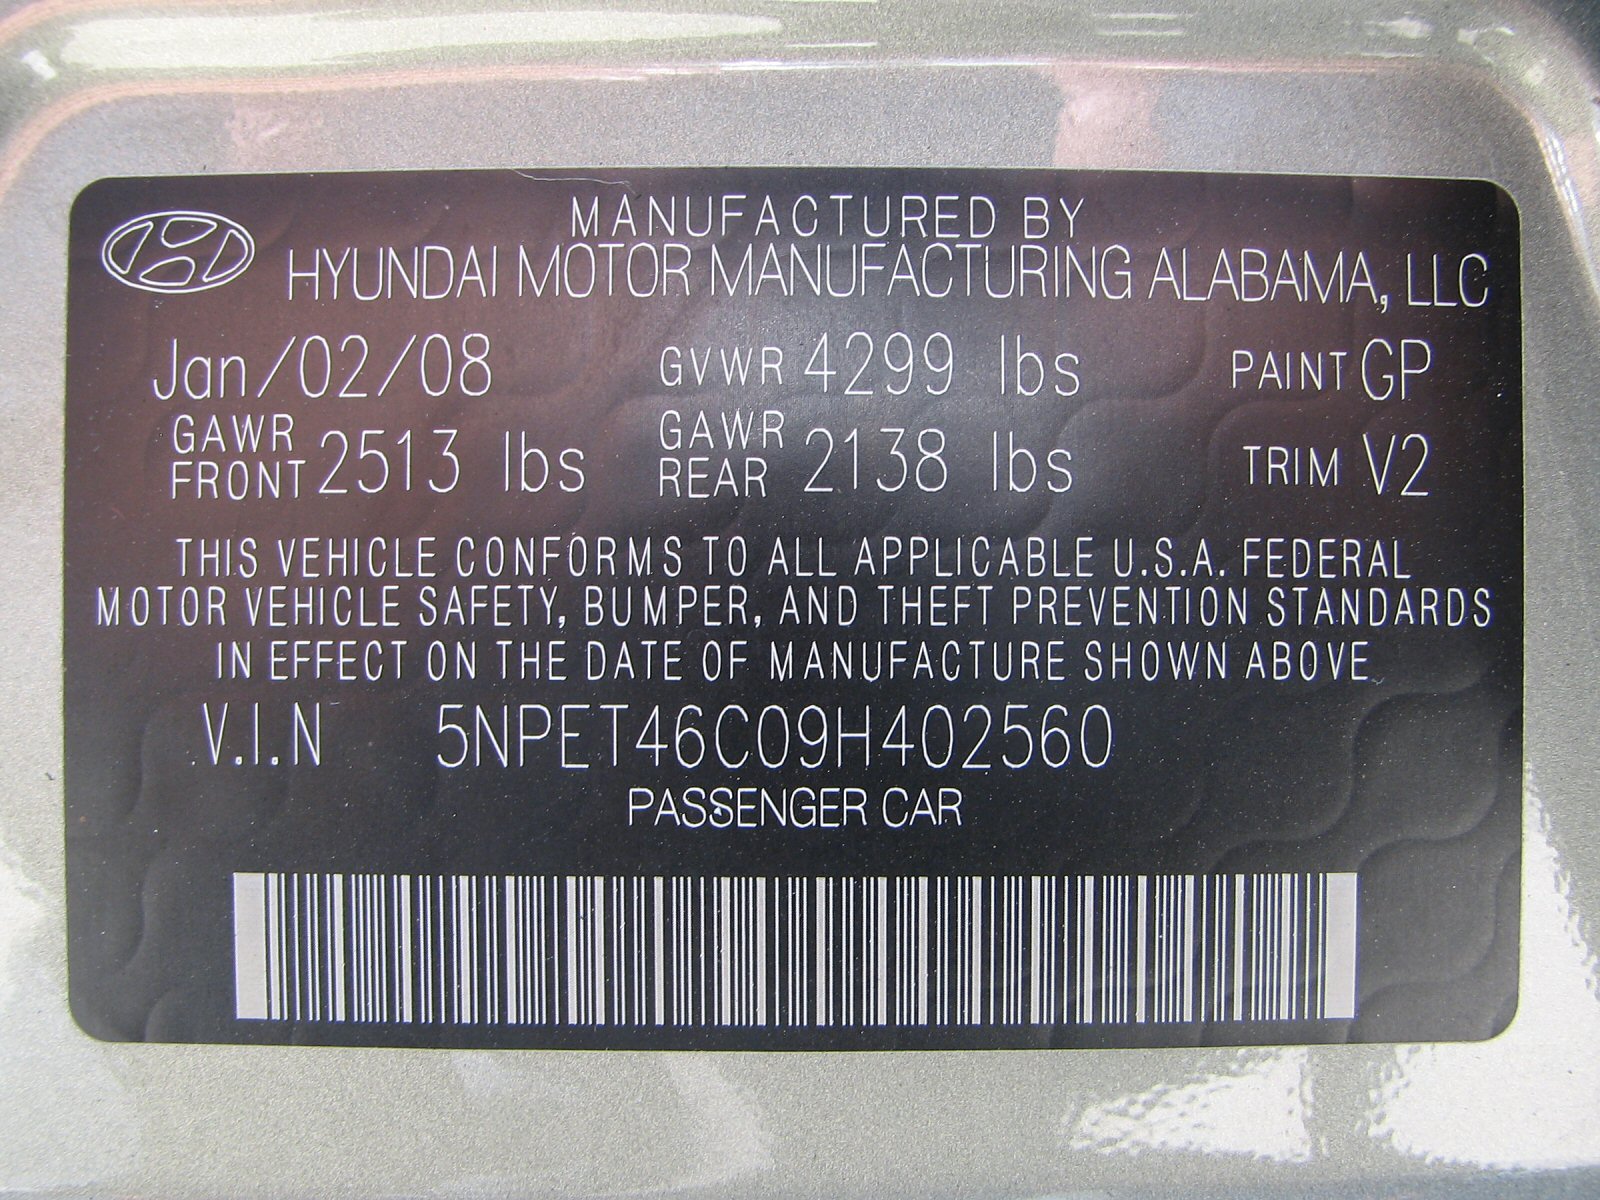 MANUFACTURED BY
HYUNDAI MOTOR MANUFACTURING ALABAMA, LLC
Jan/02/08 GVWR 4299 lbs PAINT GP
GAWR FRONT 2513 lbs GAWR REAR 2138 lbs TRIM V2
THIS VEHICLE CONFORMS TO ALL APPLICABLE U.S.A. FEDERAL
MOTOR VEHICLE SAFETY, BUMPER, AND THEFT PREVENTION STANDARDS
IN EFFECT ON THE DATE OF MANUFACTURE SHOWN ABOVE
V.I.N 5NPET46C09H402560
PASSENGER CAR